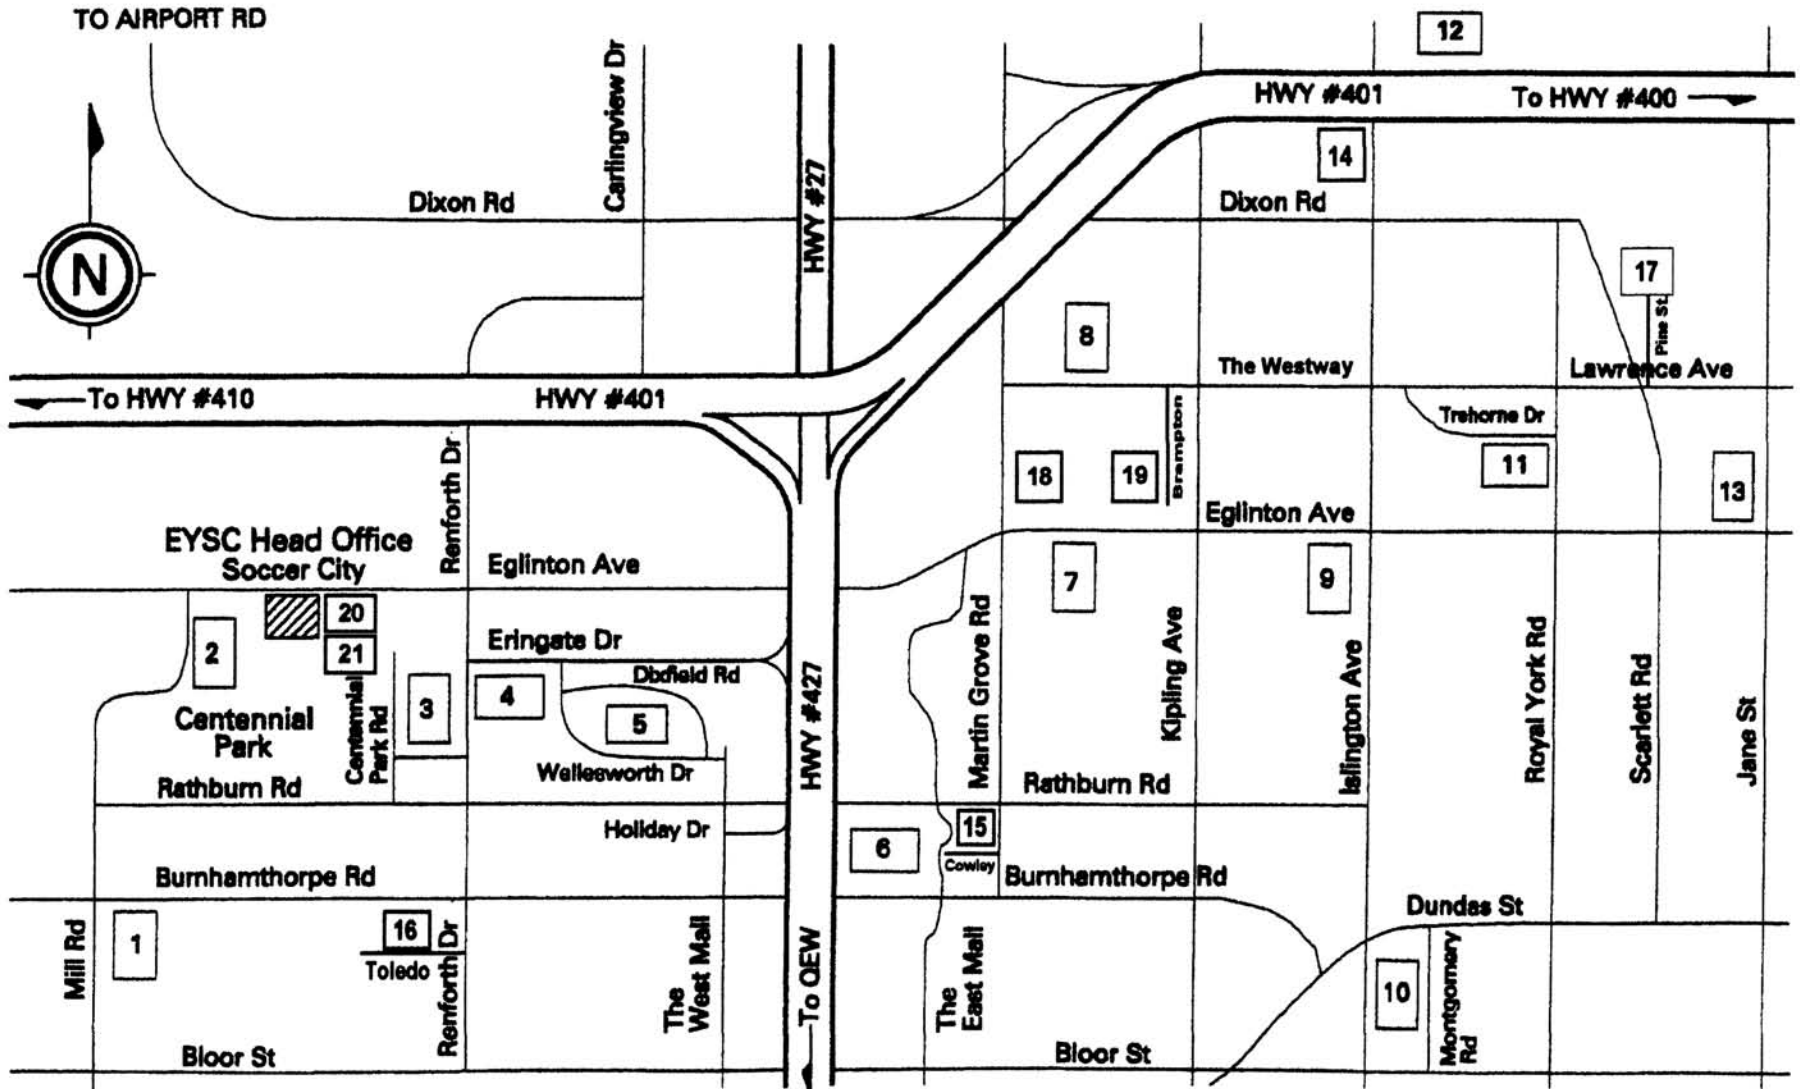 TO AIRPORT RD
12
Carlingview Dr
HWY #401
To HWY #400
14
HWY #27
Dixon Rd
Dixon Rd
N
17
Pine St.
8
The Westway
Lawrence Ave
To HWY #410
HWY #401
Brampton
Trehorne Dr
11
18
19
13
Renforth Dr
Eglinton Ave
EYSC Head Office
Soccer City
Eglinton Ave
7
9
20
21
2
Eringate Dr
Dixfield Rd
Centennial
Park Rd
3
4
5
Centennial
Park
HWY #427
Martin Grove Rd
Kipling Ave
Islington Ave
Royal York Rd
Scarlett Rd
Jane St
Wellesworth Dr
Rathburn Rd
Rathburn Rd
Holiday Dr
6
15
Cowley
Burnhamthorpe Rd
Burnhamthorpe Rd
Dundas St
Mill Rd
1
16
Toledo
Renforth Dr
The
West Mall
To QEW
The
East Mall
10
Montgomery
Rd
Bloor St
Bloor St